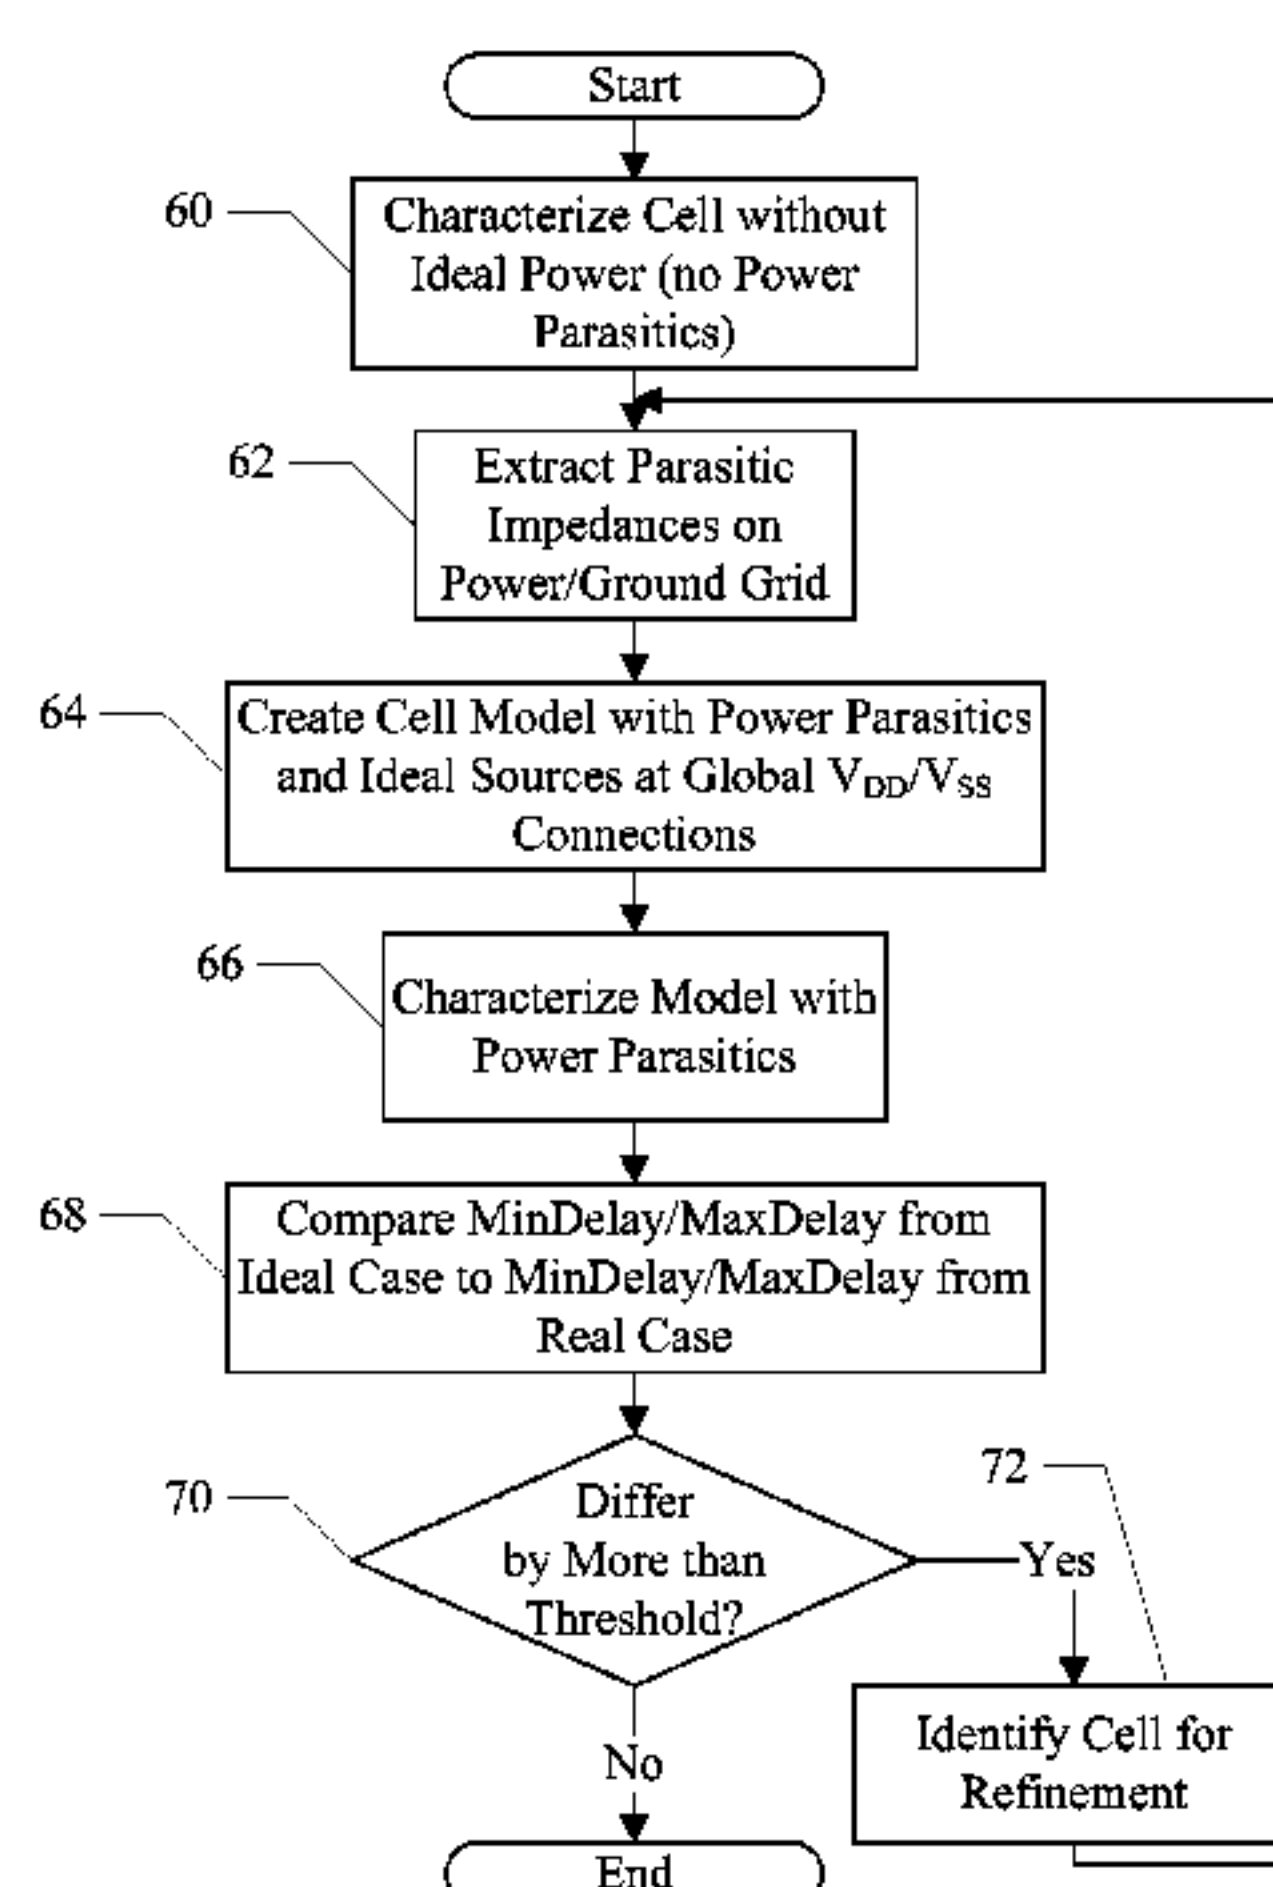 Start
60
Characterize Cell without
Ideal Power (no Power
Parasitics)
62
Extract Parasitic
Impedances on
Power/Ground Grid
64
Create Cell Model with Power Parasitics
and Ideal Sources at Global VDD/VSS
Connections
66
Characterize Model with
Power Parasitics
68
Compare MinDelay/MaxDelay from
Ideal Case to MinDelay/MaxDelay from
Real Case
70
Differ
by More than
Threshold?
72
Yes
Identify Cell for
Refinement
No
End